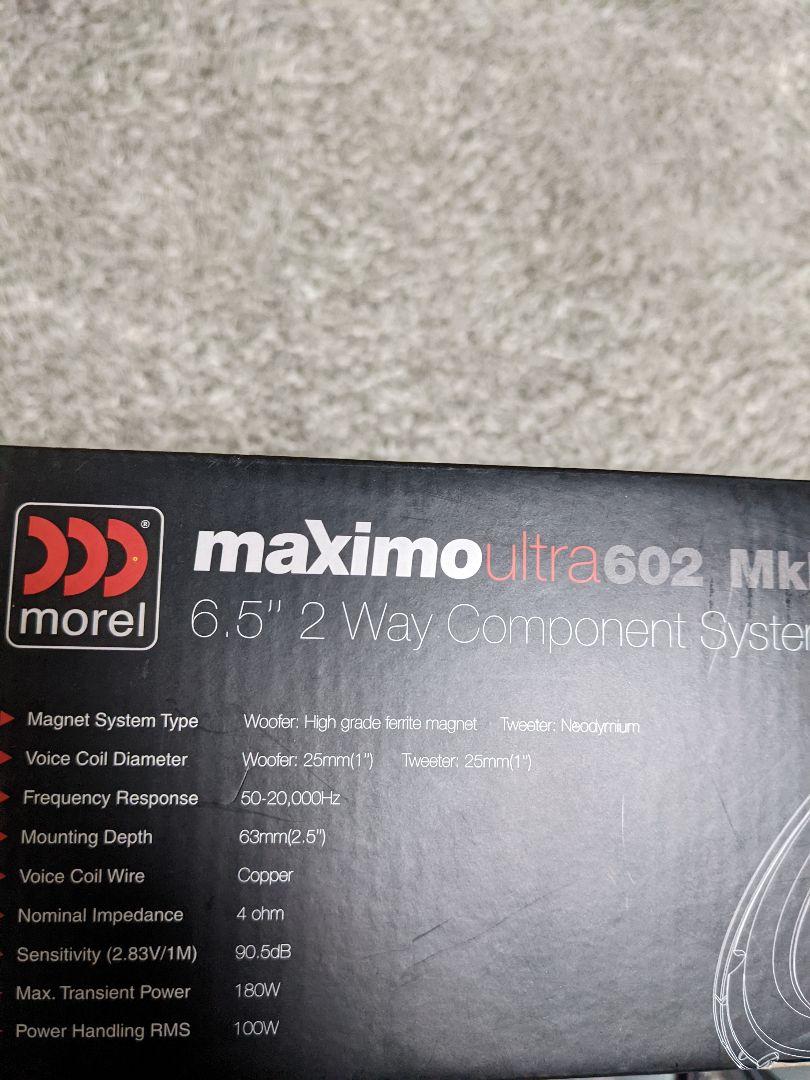 morel®
maximoultra602 Mk
6.5" 2 Way Component System
Magnet System Type Woofer: High grade ferrite magnet Tweeter: Neodymium
Voice Coil Diameter Woofer: 25mm(1") Tweeter: 25mm(1")
Frequency Response 50-20,000Hz
Mounting Depth 63mm(2.5")
Voice Coil Wire Copper
Nominal Impedance 4 ohm
Sensitivity (2.83V/1M) 90.5dB
Max. Transient Power 180W
Power Handling RMS 100W